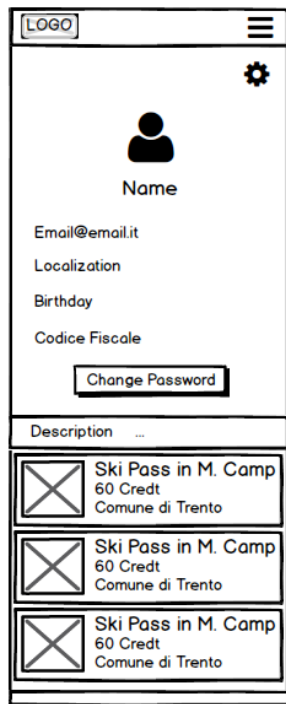 LOGO
Name
Email@email.it
Localization
Birthday
Codice Fiscale
Change Password
Description ...
Ski Pass in M. Camp
60 Credt
Comune di Trento
Ski Pass in M. Camp
60 Credt
Comune di Trento
Ski Pass in M. Camp
60 Credt
Comune di Trento